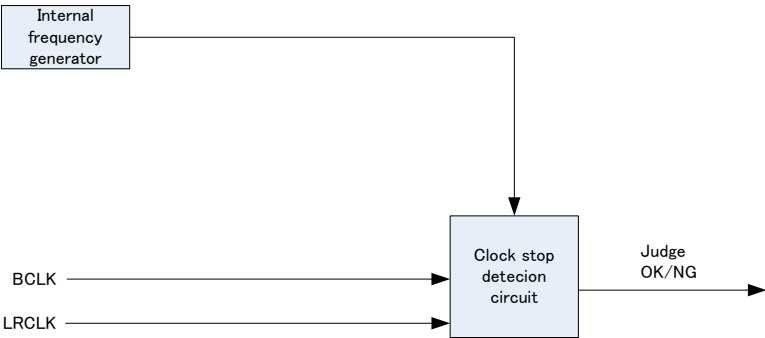 Internal
frequency
generator
Clock stop
detecion
circuit
Judge
OK/NG
BCLK
LRCLK